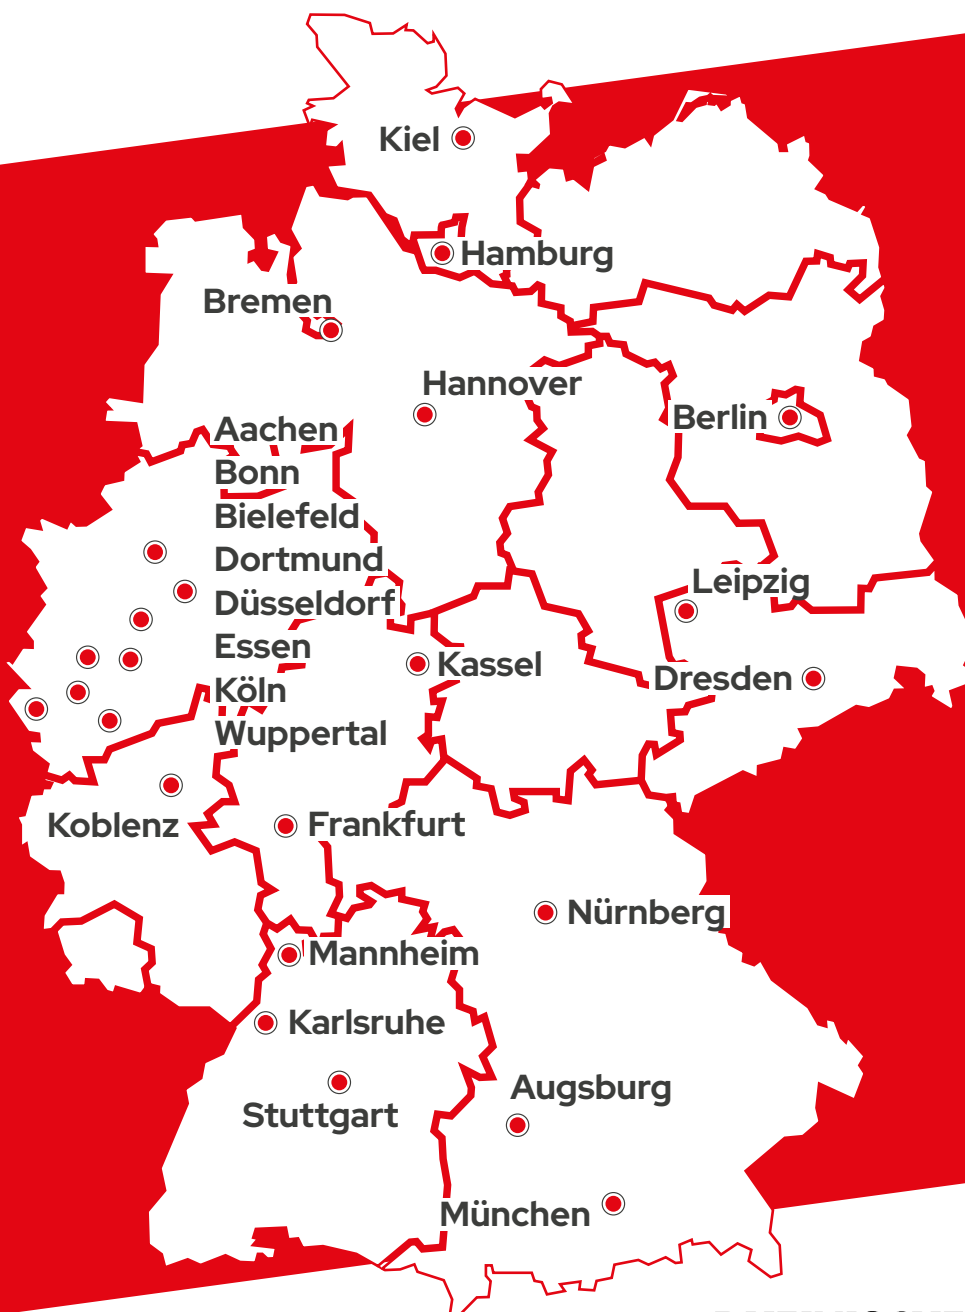 Kiel
Hamburg
Bremen
Hannover
Berlin
Aachen
Bonn
Bielefeld
Dortmund
Düsseldorf
Essen
Köln
Wuppertal
Leipzig
Kassel
Dresden
Koblenz
Frankfurt
Nürnberg
Mannheim
Karlsruhe
Augsburg
Stuttgart
München